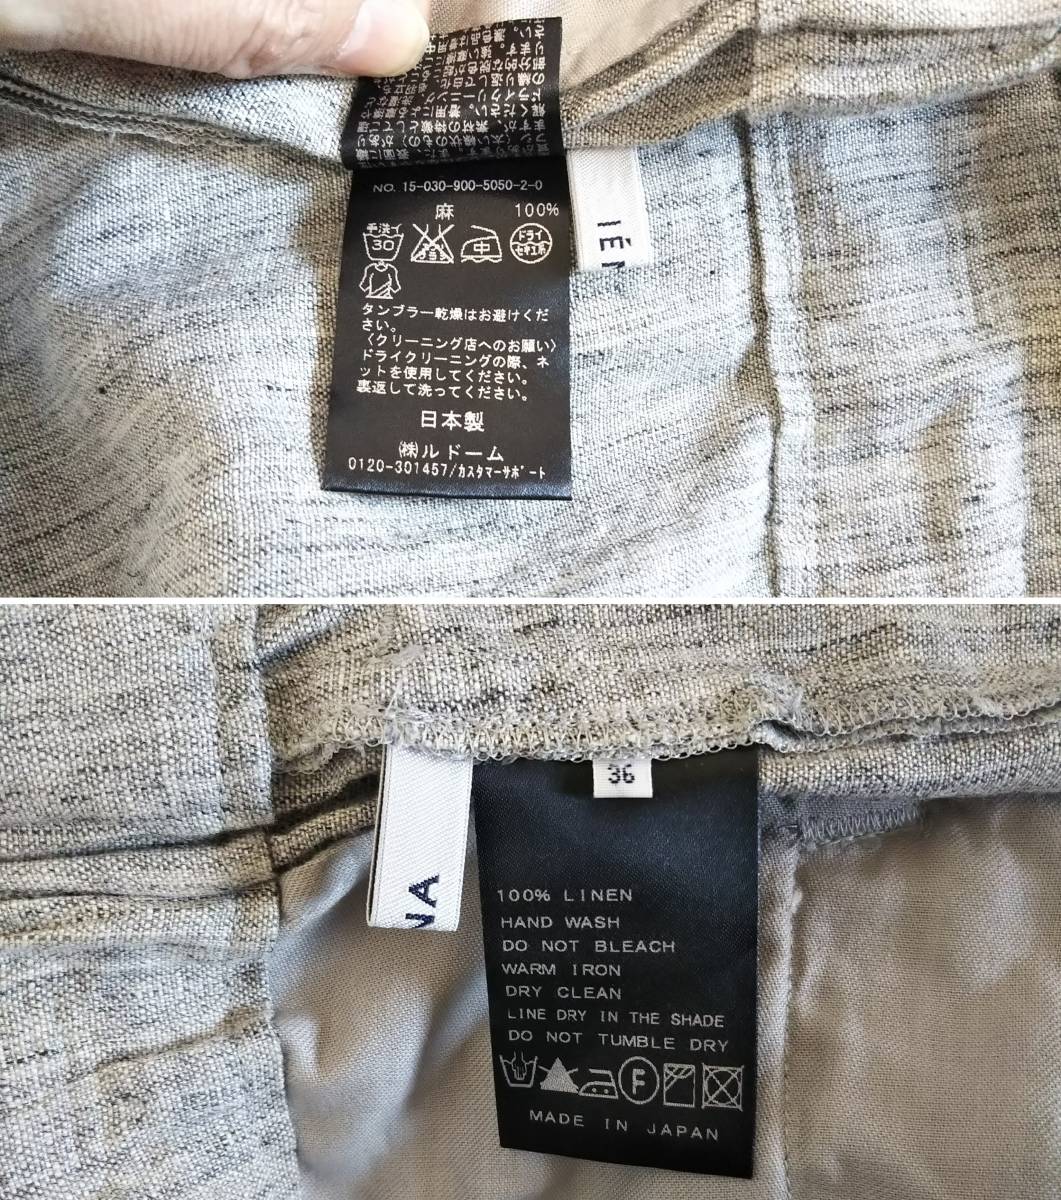 NO. 15-030-900-5050-2-0
麻 100%
手洗イ
30
中
ドライ
セキユ系
タンブラー乾燥はお避けくだ
さい。
〈クリーニング店へのお願い〉
ドライクリーニングの際、ネ
ットを使用してください。
裏返して洗ってください。
日本製
㈱ルドーム
0120-301457/カスタマーサポート
IÉN
36
NA
100% LINEN
HAND WASH
DO NOT BLEACH
WARM IRON
DRY CLEAN
LINE DRY IN THE SHADE
DO NOT TUMBLE DRY
F
MADE IN JAPAN